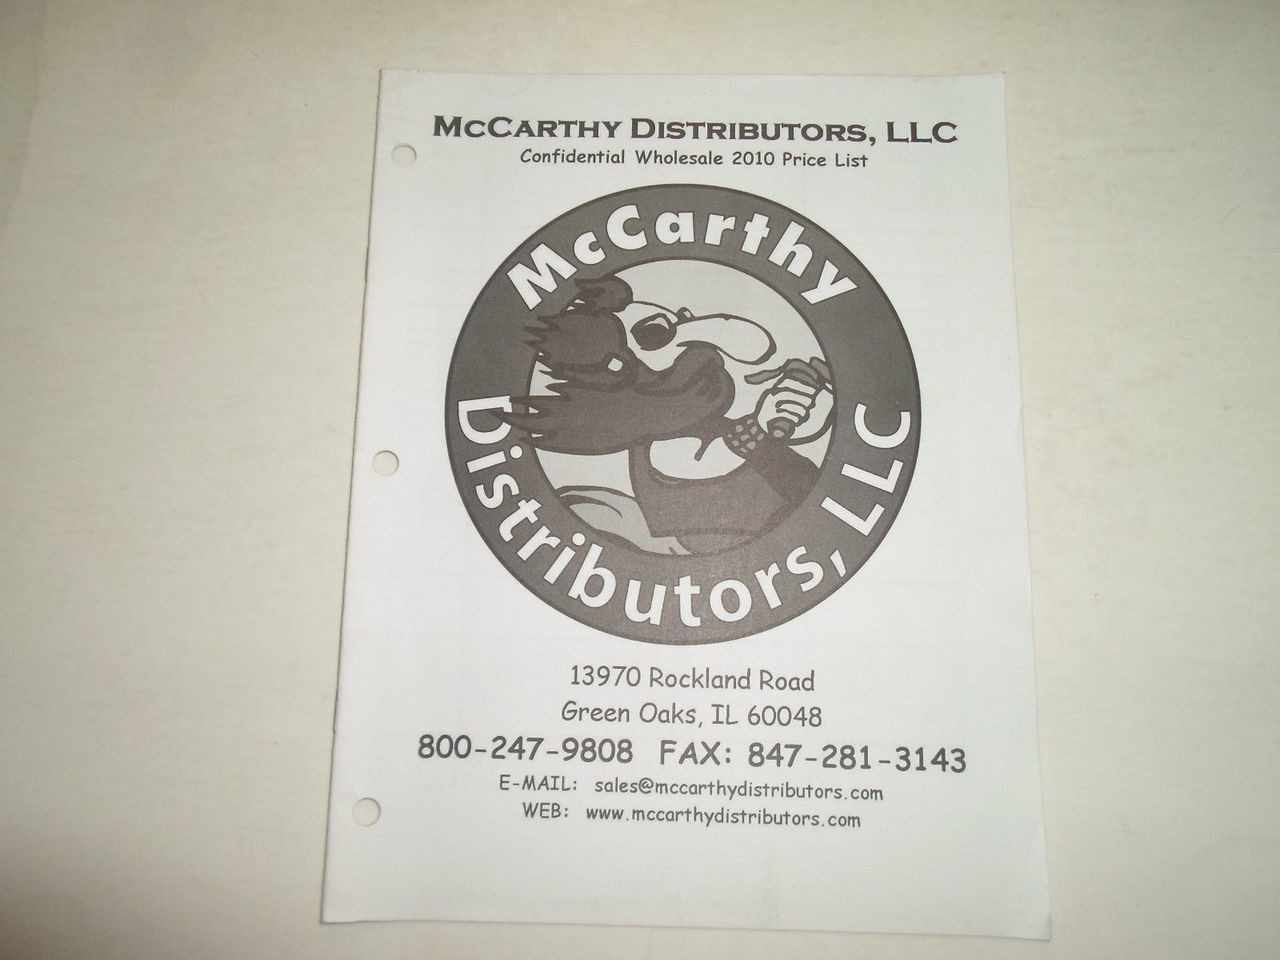 McCarthy Distributors, LLC
Confidential Wholesale 2010 Price List
McCarthy
Distributors, LLC
13970 Rockland Road
Green Oaks, IL 60048
800-247-9808 FAX: 847-281-3143
E-MAIL: sales@mccarthydistributors.com
WEB: www.mccarthydistributors.com